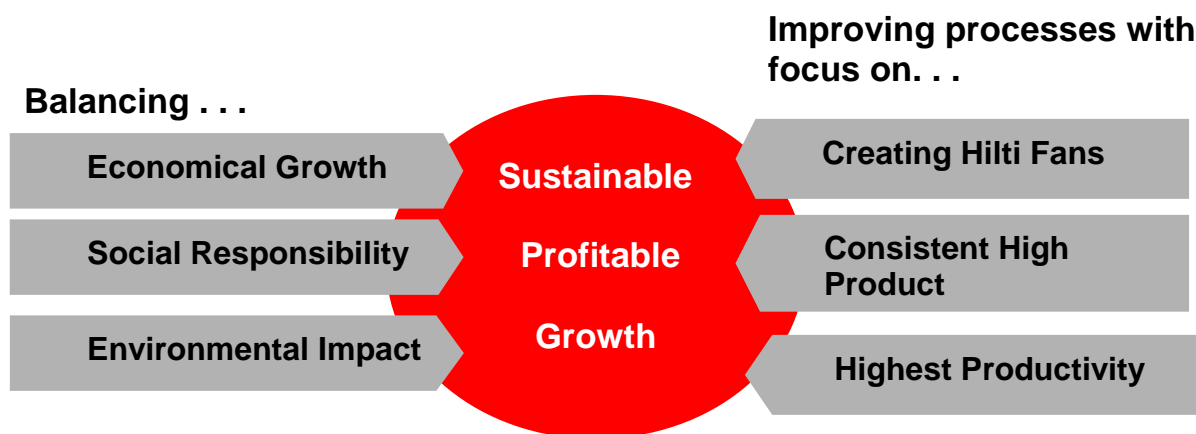 Balancing . . .
Economical Growth
Social Responsibility
Environmental Impact
Sustainable
Profitable
Growth
Improving processes with
focus on. . .
Creating Hilti Fans
Consistent High
Product
Highest Productivity